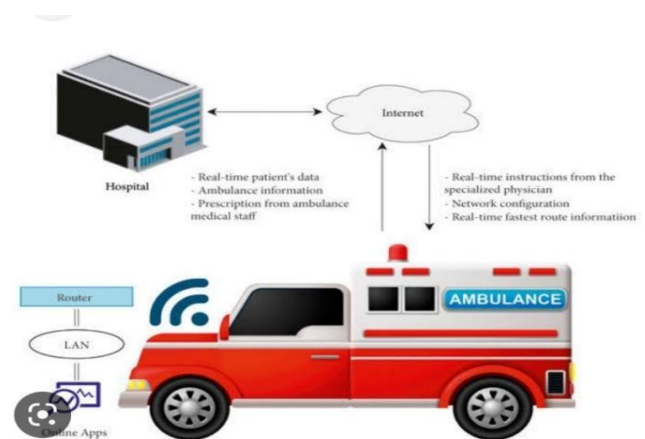 Internet
Hospital
- Real-time patient's data
- Ambulance information
- Prescription from ambulance
medical staff
- Real-time instructions from the
specialized physician
- Network configuration
- Real-time fastest route informatiion
Router
LAN
Online Apps
AMBULANCE